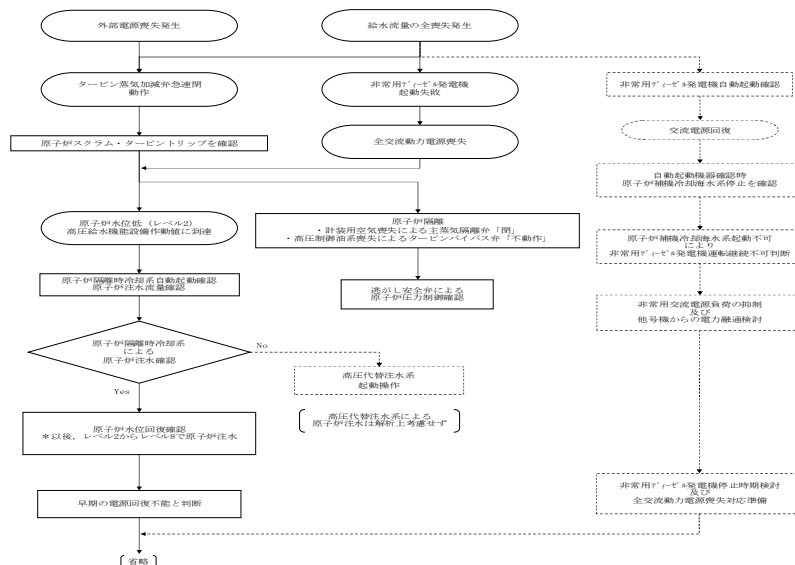 外部電源喪失発生
給水流量の全喪失発生
タービン蒸気加減弁急速閉
動作
非常用ﾃﾞｨｰｾﾞﾙ発電機
起動失敗
非常用ﾃﾞｨｰｾﾞﾙ発電機自動起動確認
原子炉スクラム・タービントリップを確認
全交流動力電源喪失
交流電源回復
自動起動機器確認時
原子炉補機冷却海水系停止を確認
原子炉水位低（レベル2）
高圧給水機能設備作動値に到達
原子炉隔離
・計装用空気喪失による主蒸気隔離弁「閉」
・高圧制御油系喪失によるタービンバイパス弁「不動作」
原子炉補機冷却海水系起動不可
により
非常用ﾃﾞｨｰｾﾞﾙ発電機運転継続不可判断
原子炉隔離時冷却系自動起動確認
原子炉注水流量確認
逃がし安全弁による
原子炉圧力制御確認
非常用交流電源負荷の抑制
及び
他号機からの電力融通検討
原子炉隔離時冷却系
による
原子炉注水確認
No
Yes
高圧代替注水系
起動操作
高圧代替注水系による
原子炉注水は解析上考慮せず
原子炉水位回復確認
＊以後，レベル2からレベル8で原子炉注水
早期の電源回復不能と判断
非常用ﾃﾞｨｰｾﾞﾙ発電機停止時期検討
及び
全交流動力電源喪失対応準備
省略